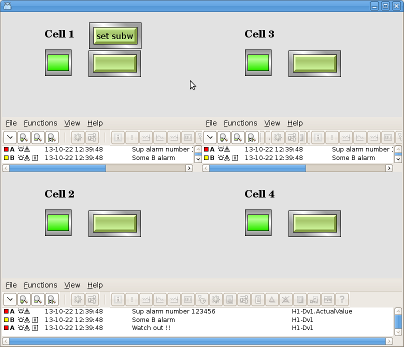 Cell 1
set subw
Cell 3
File Functions View Help
File Functions View Help
A 13-10-22 12:39:48 Sup alarm number
A 13-10-22 12:39:48 Sup alarm number
B 13-10-22 12:39:48 Some B alarm
B 13-10-22 12:39:48 Some B alarm
Cell 2
Cell 4
File Functions View Help
A 13-10-22 12:39:48 Sup alarm number 123456 H1-Dv1.ActualValue
B 13-10-22 12:39:48 Some B alarm H1-Dv1
A 13-10-22 12:39:48 Watch out !! H1-Dv1